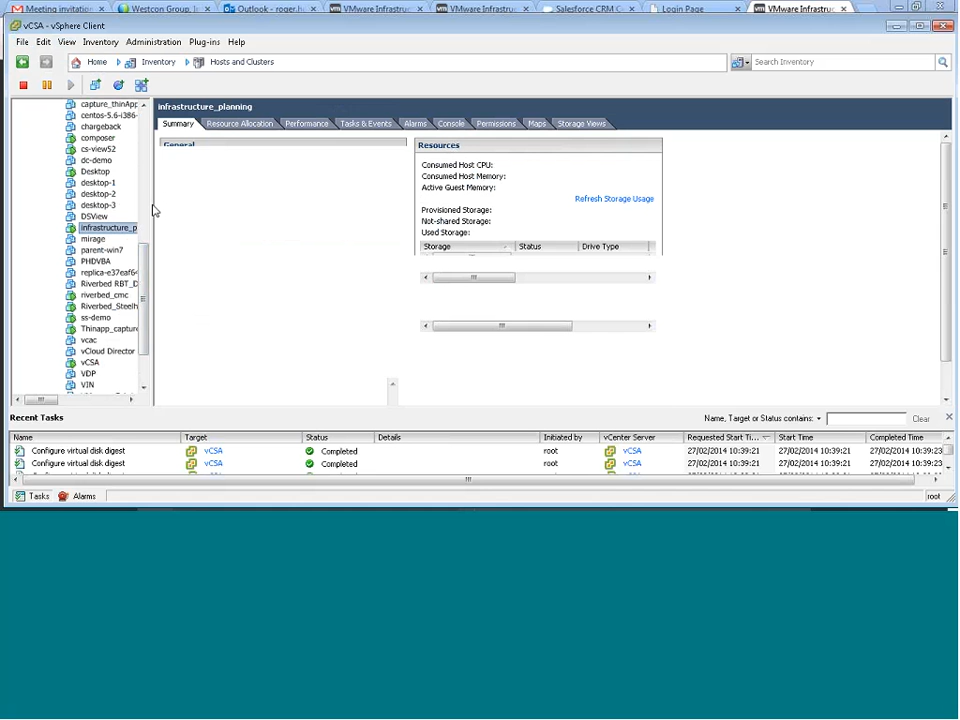 Meeting invitati...
Westcon Group, I...
Outlook - roger.h...
VMware Infrastruc...
VMware Infrastruc...
Salesforce CRM C...
Login Page
VMware Infrastruc...
vCSA - vSphere Client
File Edit View Inventory Administration Plug-ins Help
Home Inventory Hosts and Clusters
Search Inventory
capture_thinApp
centos-5.6-i386-
chargeback
composer
cs-view52
dc-demo
Desktop
desktop-1
desktop-2
desktop-3
DSView
infrastructure_p
mirage
parent-win7
PHDVBA
replica-e37eaf64
Riverbed RBT_D
riverbed_cmc
Riverbed_Steelh
ss-demo
Thinapp_capture
vcac
vCloud Director
vCSA
VDP
VIN
infrastructure_planning
Summary Resource Allocation Performance Tasks & Events Alarms Console Permissions Maps Storage Views
General
Resources
Consumed Host CPU:
Consumed Host Memory:
Active Guest Memory:
Refresh Storage Usage
Provisioned Storage:
Not-shared Storage:
Used Storage:
Storage Status Drive Type
Recent Tasks
Name, Target or Status contains:
Clear
Name Target Status Details Initiated by vCenter Server Requested Start Ti... Start Time Completed Time
Configure virtual disk digest vCSA Completed root vCSA 27/02/2014 10:39:21 27/02/2014 10:39:21 27/02/2014 10:39:23
Configure virtual disk digest vCSA Completed root vCSA 27/02/2014 10:39:21 27/02/2014 10:39:21 27/02/2014 10:39:23
Tasks Alarms
root